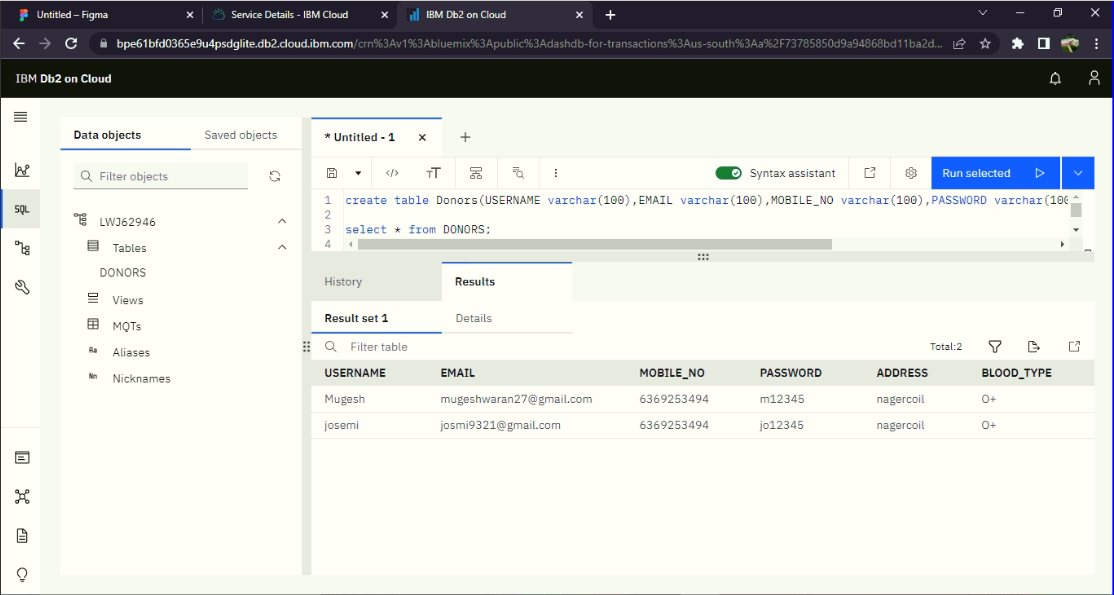 Untitled – Figma
Service Details - IBM Cloud
IBM Db2 on Cloud
bpe61bfd0365e9u4psdglite.db2.cloud.ibm.com/crn%3Av1%3Abluemix%3Apublic%3Adashdb-for-transactions%3Aus-south%3Aa%2F73785850d9a94868bd11ba2d...
IBM Db2 on Cloud
Data objects Saved objects
Filter objects
LWJ62946
Tables
DONORS
Views
MQTs
Aa Aliases
Nn Nicknames
SQL
* Untitled - 1
Syntax assistant Run selected
1 create table Donors(USERNAME varchar(100),EMAIL varchar(100),MOBILE_NO varchar(100),PASSWORD varchar(100
2
3 select * from DONORS;
4
History Results
Result set 1 Details
Filter table Total:2
USERNAME EMAIL MOBILE_NO PASSWORD ADDRESS BLOOD_TYPE
Mugesh mugeshwaran27@gmail.com 6369253494 m12345 nagercoil O+
josemi josmi9321@gmail.com 6369253494 jo12345 nagercoil O+